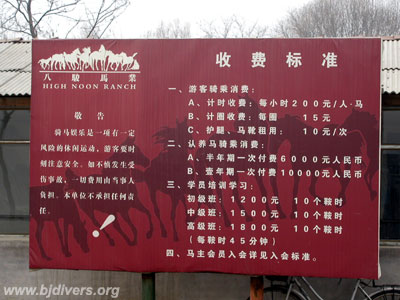 八駿馬業
HIGH NOON RANCH
敬告
骑马娱乐是一项有一定
风险的休闲运动，游客要时
刻注意安全。如不慎发生受
伤事故，一切费用由当事人
负担。本单位不承担任何责
任。
收费标准
一、游客骑乘消费：
A、计时收费：每小时200元/人·马
B、计圈收费：每圈 15元
C、护腿、马靴租用：10元/次
二、认养马骑乘消费：
A、半年期一次付费6000元人民币
B、壹年期一次付费10000元人民币
三、学员培训学习：
初级班：1200元 10个鞍时
中级班：1500元 10个鞍时
高级班：1800元 10个鞍时
（每鞍时45分钟）
四、马主会员入会详见入会标准。
www.bjdivers.org